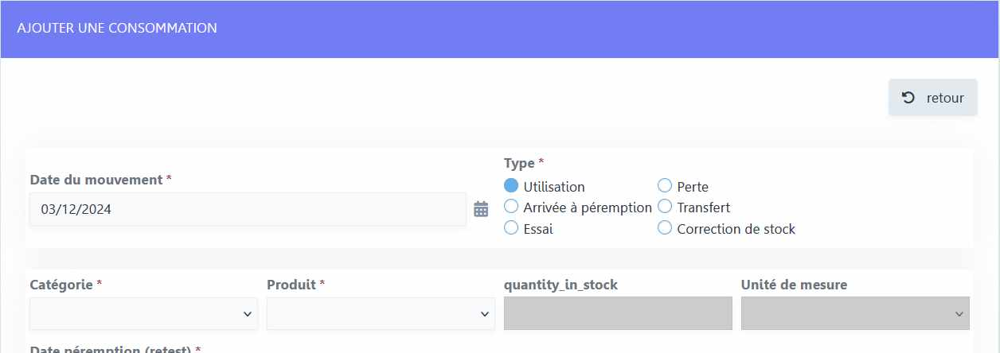 AJOUTER UNE CONSOMMATION
retour
Date du mouvement *
03/12/2024
Type *
Utilisation
Perte
Arrivée à péremption
Transfert
Essai
Correction de stock
Catégorie *
Produit *
quantity_in_stock
Unité de mesure
Date péremption (retest) *